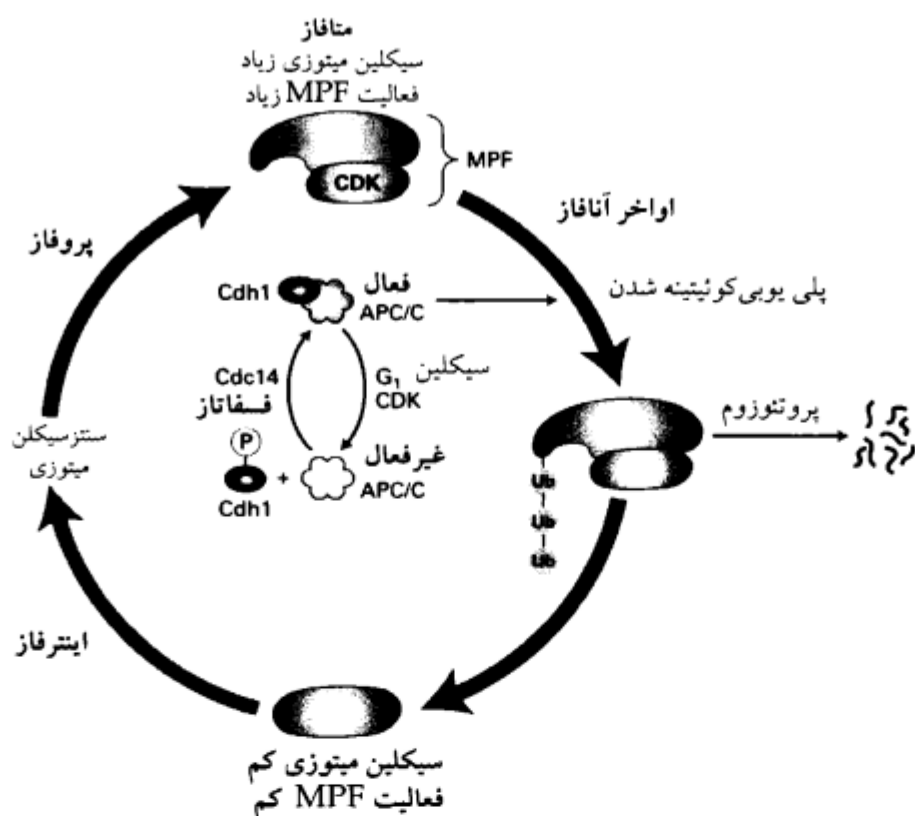 متافاز
سیکلین میتوزی زیاد
فعالیت MPF زیاد
CDK
MPF
اواخر آنافاز
پلی یوبی‌کوئیتینه شدن
پروتئوزوم
Ub
Ub
Ub
سیکلین میتوزی کم
فعالیت MPF کم
اینترفاز
سنتزسیکلن
میتوزی
پروفاز
Cdh1
فعال
APC/C
Cdc14
فسفاتاز
سیکلین G₁
CDK
P
Cdh1
+
غیرفعال
APC/C